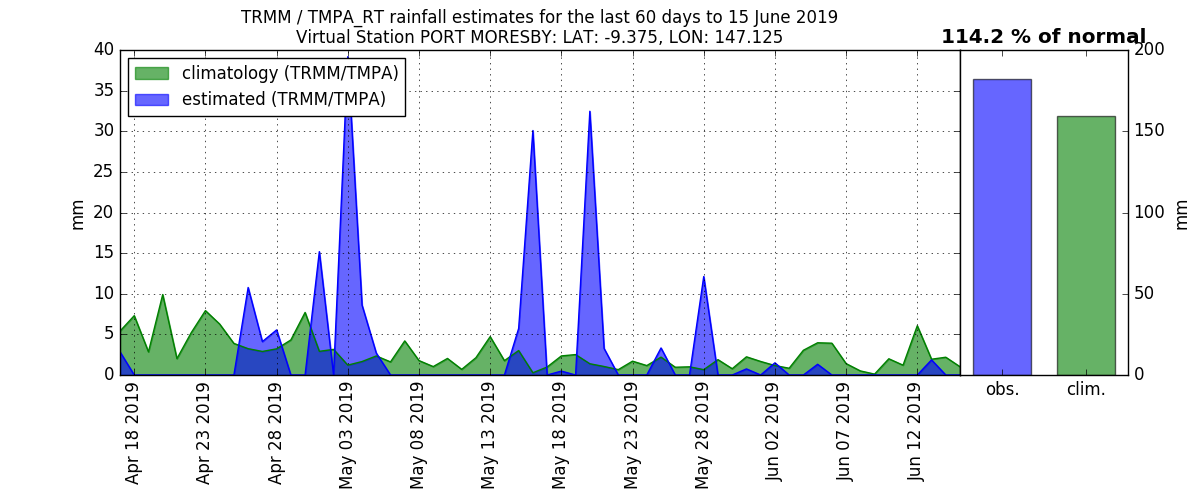 TRMM / TMPA_RT rainfall estimates for the last 60 days to 15 June 2019
Virtual Station PORT MORESBY: LAT: -9.375, LON: 147.125
114.2 % of normal
climatology (TRMM/TMPA)
estimated (TRMM/TMPA)
40
35
30
25
20
15
10
5
0
mm
Apr 18 2019
Apr 23 2019
Apr 28 2019
May 03 2019
May 08 2019
May 13 2019
May 18 2019
May 23 2019
May 28 2019
Jun 02 2019
Jun 07 2019
Jun 12 2019
200
150
100
50
0
mm
obs.
clim.